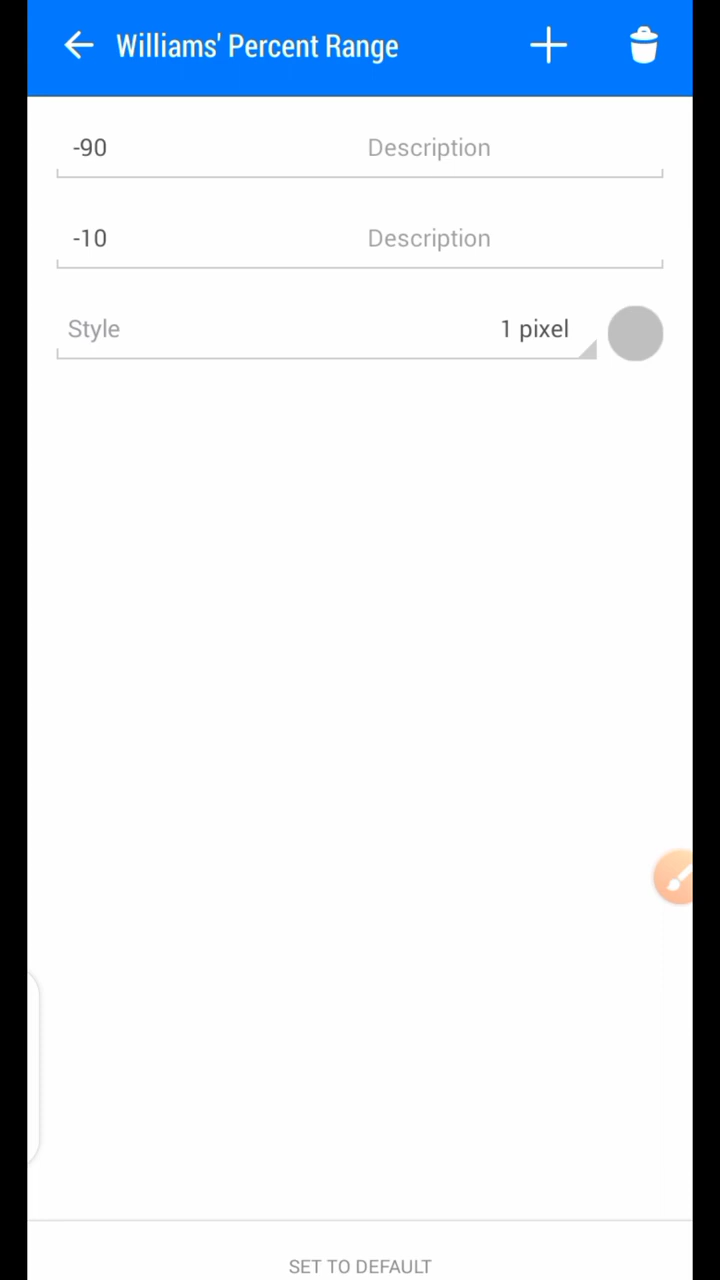 Williams' Percent Range
-90 Description
-10 Description
Style 1 pixel
SET TO DEFAULT